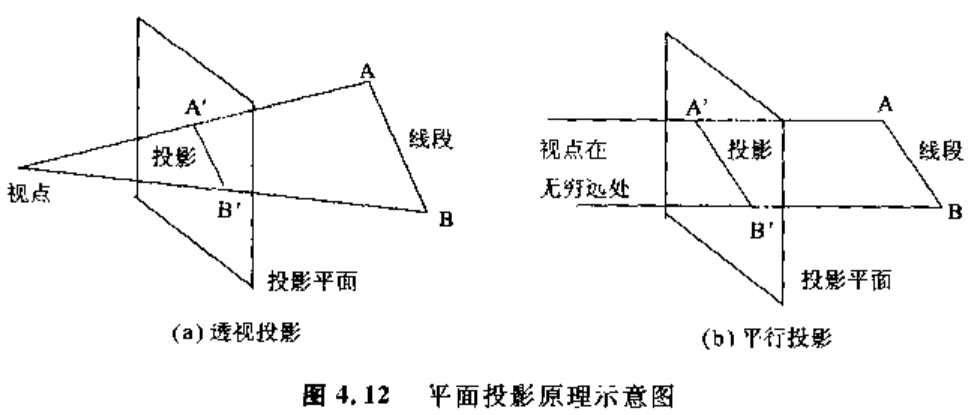 A
A′
线段
投影
视点
B′
B
投影平面
(a)透视投影
A′
A
视点在
投影
线段
无穷远处
B′
B
投影平面
(b)平行投影
图 4.12 平面投影原理示意图